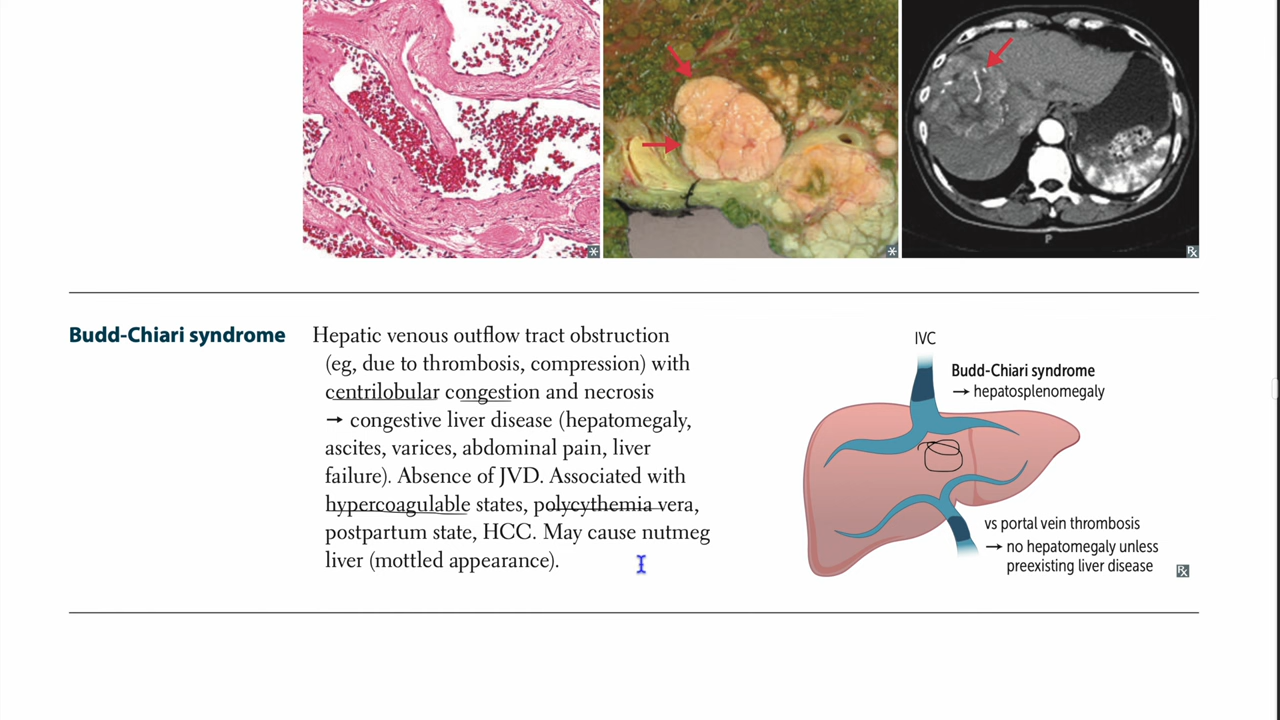 P
Budd-Chiari syndrome
Hepatic venous outflow tract obstruction
(eg, due to thrombosis, compression) with
centrilobular congestion and necrosis
→ congestive liver disease (hepatomegaly,
ascites, varices, abdominal pain, liver
failure). Absence of JVD. Associated with
hypercoagulable states, polycythemia vera,
postpartum state, HCC. May cause nutmeg
liver (mottled appearance).
IVC
Budd-Chiari syndrome
→ hepatosplenomegaly
vs portal vein thrombosis
→ no hepatomegaly unless
preexisting liver disease